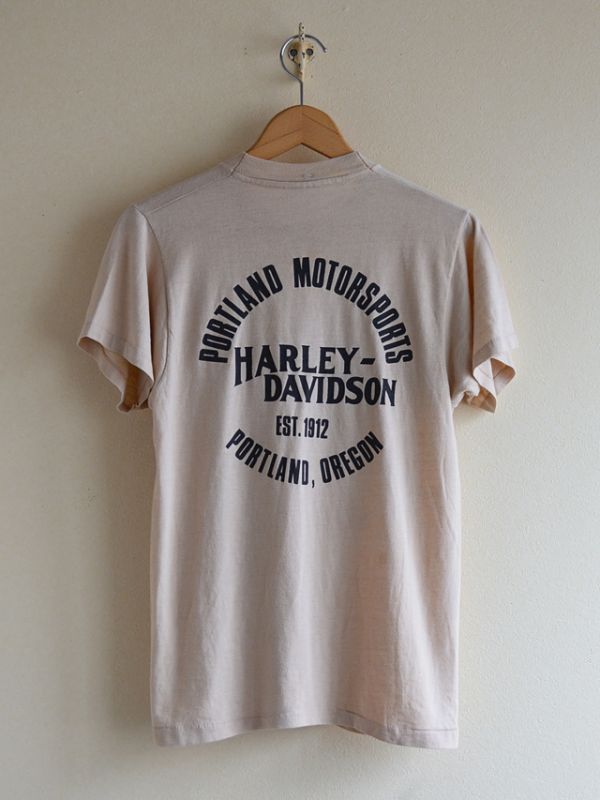 PORTLAND MOTORSPORTS
HARLEY-
DAVIDSON
EST. 1912
PORTLAND, OREGON